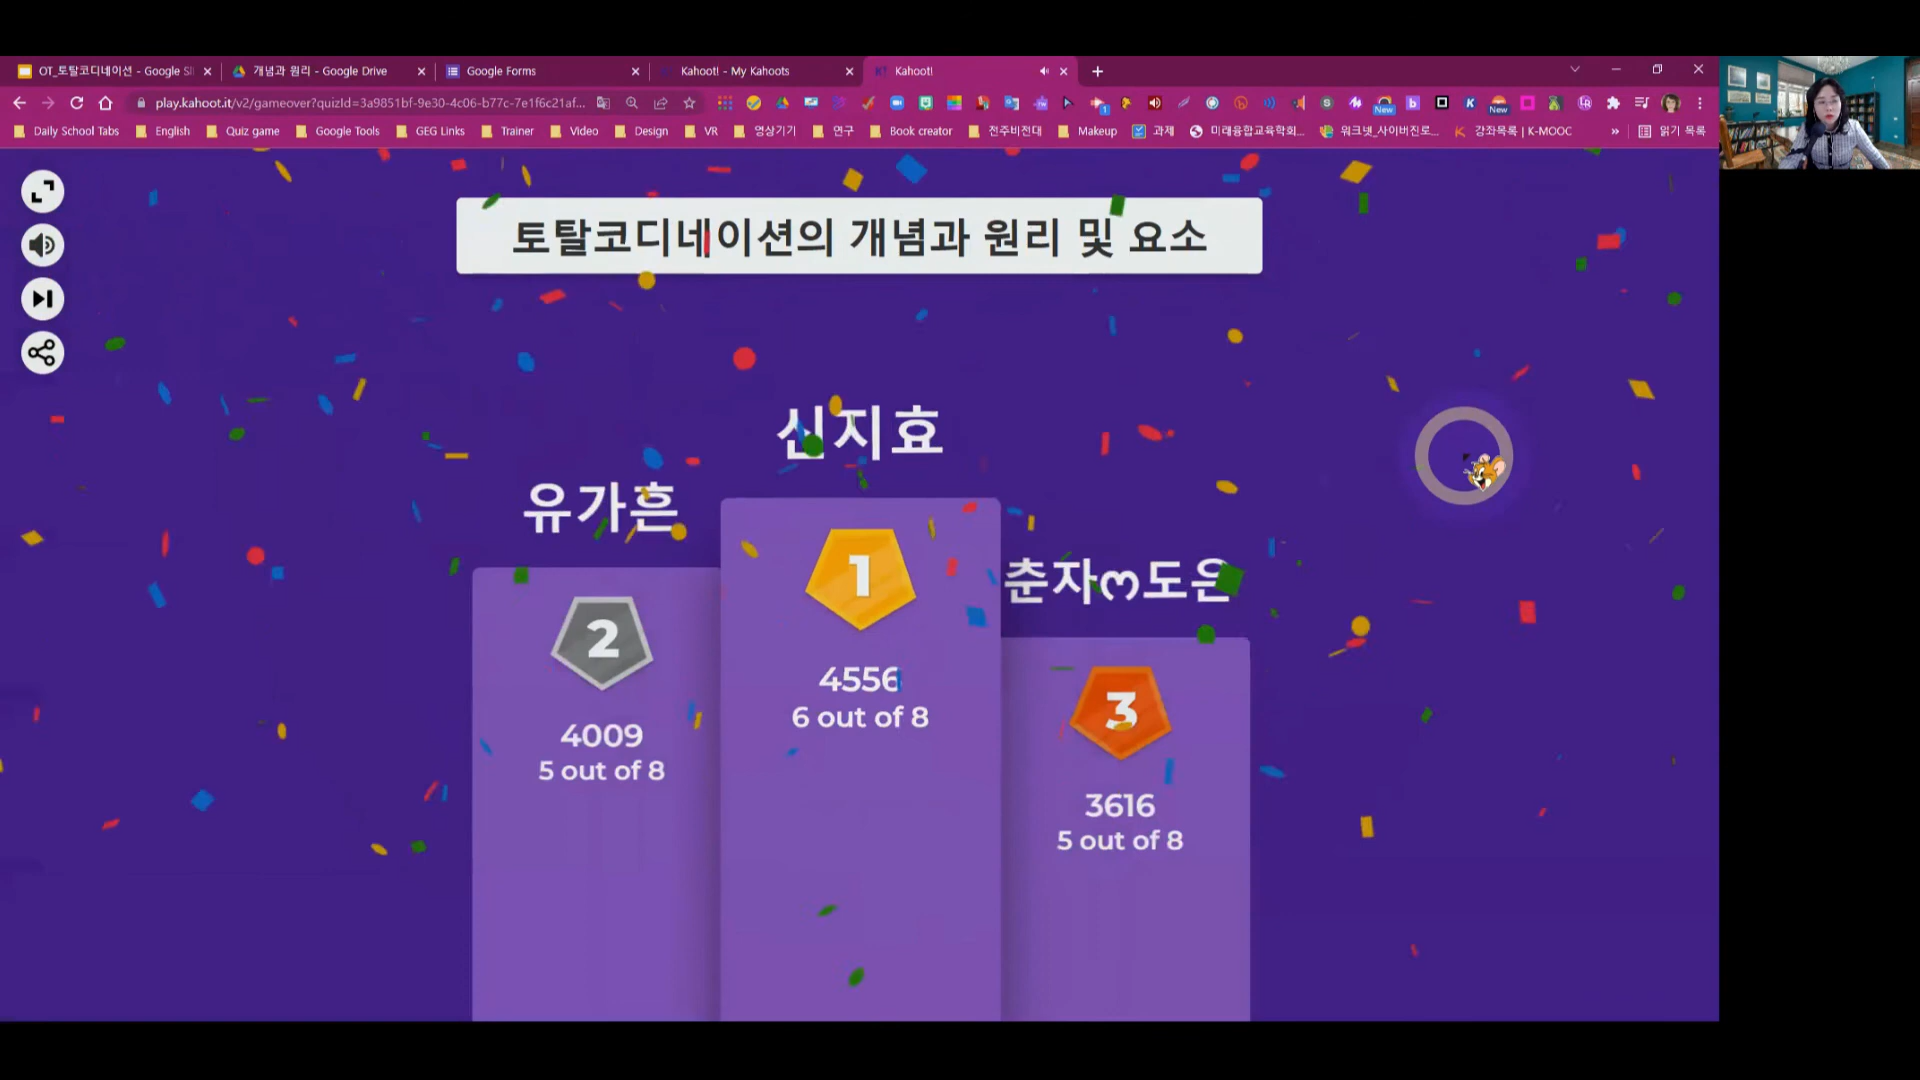 OT_토탈코디네이션 - Google Sl
개념과 원리 - Google Drive
Google Forms
Kahoot! - My Kahoots
Kahoot!
play.kahoot.it/v2/gameover?quizId=3a9851bf-9e30-4c06-b77c-7e1f6c21af...
Daily School Tabs
English
Quiz game
Google Tools
GEG Links
Trainer
Video
Design
VR
영상기기
연구
Book creator
전주비전대
Makeup
과제
미래융합교육학회...
워크넷_사이버진로...
강좌목록 | K-MOOC
»
읽기 목록
토탈코디네이션의 개념과 원리 및 요소
신지효
유가흔
춘자ღ도은
1
4556
6 out of 8
2
4009
5 out of 8
3
3616
5 out of 8